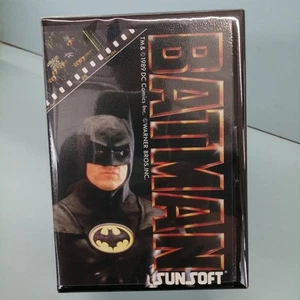 BATMAN
TM&©1989 DC Comics Inc. ©WARNER BROS.INC.
SUNSOFT